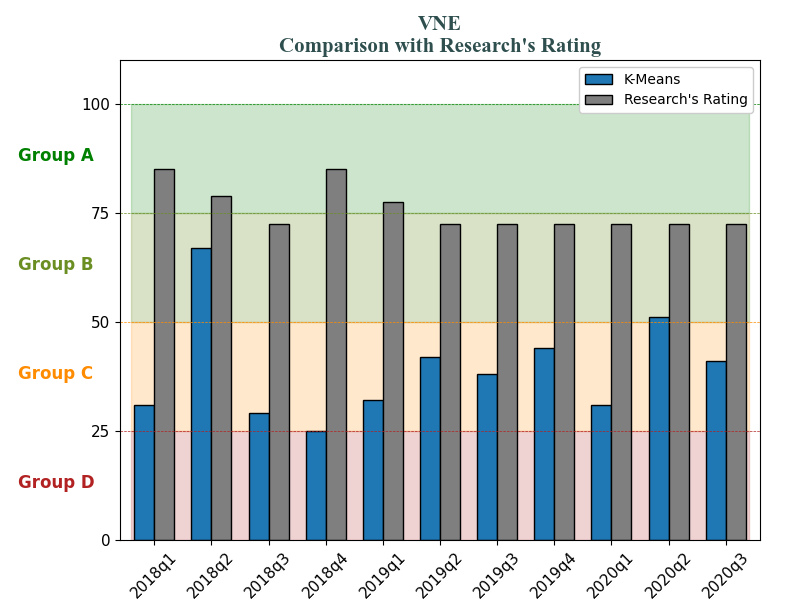 VNE
Comparison with Research's Rating
K-Means
Research's Rating
100
Group A
75
Group B
50
Group C
25
Group D
0
2018q1
2018q2
2018q3
2018q4
2019q1
2019q2
2019q3
2019q4
2020q1
2020q2
2020q3